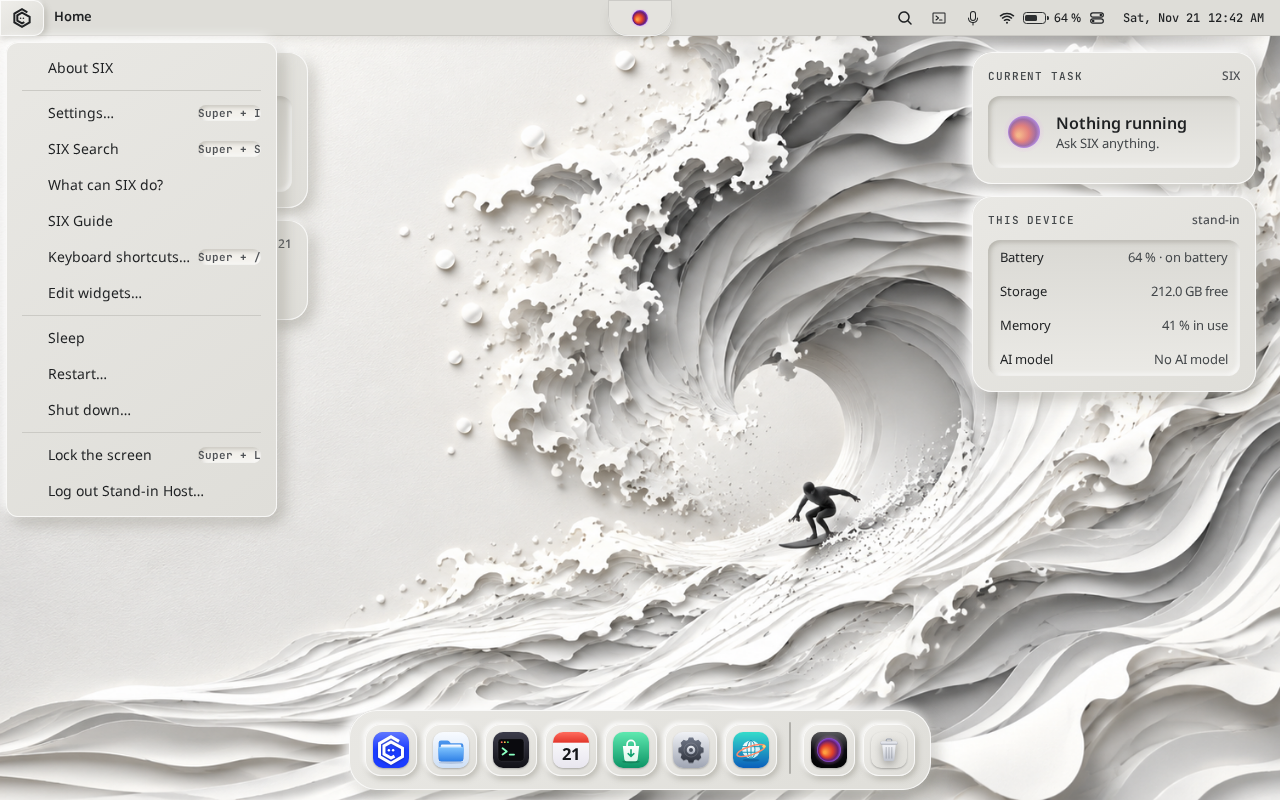 Home
64 %
Sat, Nov 21 12:42 AM
About SIX
Settings... Super + I
SIX Search Super + S
What can SIX do?
SIX Guide
Keyboard shortcuts... Super + /
Edit widgets...
Sleep
Restart...
Shut down...
Lock the screen Super + L
Log out Stand-in Host...
21
CURRENT TASK SIX
Nothing running
Ask SIX anything.
THIS DEVICE stand-in
Battery 64 % · on battery
Storage 212.0 GB free
Memory 41 % in use
AI model No AI model
21